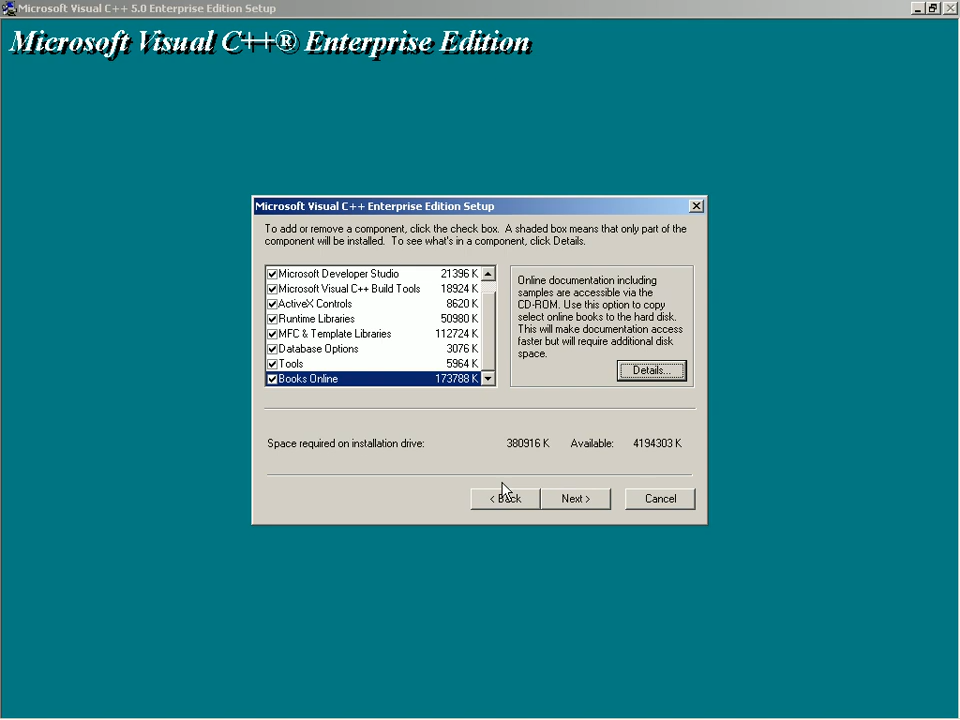 Microsoft Visual C++ 5.0 Enterprise Edition Setup
Microsoft Visual C++® Enterprise Edition
Microsoft Visual C++ Enterprise Edition Setup
To add or remove a component, click the check box. A shaded box means that only part of the
component will be installed. To see what's in a component, click Details.
Microsoft Developer Studio 21396 K
Microsoft Visual C++ Build Tools 18924 K
ActiveX Controls 8620 K
Runtime Libraries 50980 K
MFC & Template Libraries 112724 K
Database Options 3076 K
Tools 5964 K
Books Online 173788 K
Online documentation including
samples are accessible via the
CD-ROM. Use this option to copy
select online books to the hard disk.
This will make documentation access
faster but will require additional disk
space.
Details...
Space required on installation drive: 380916 K Available: 4194303 K
< Back Next > Cancel